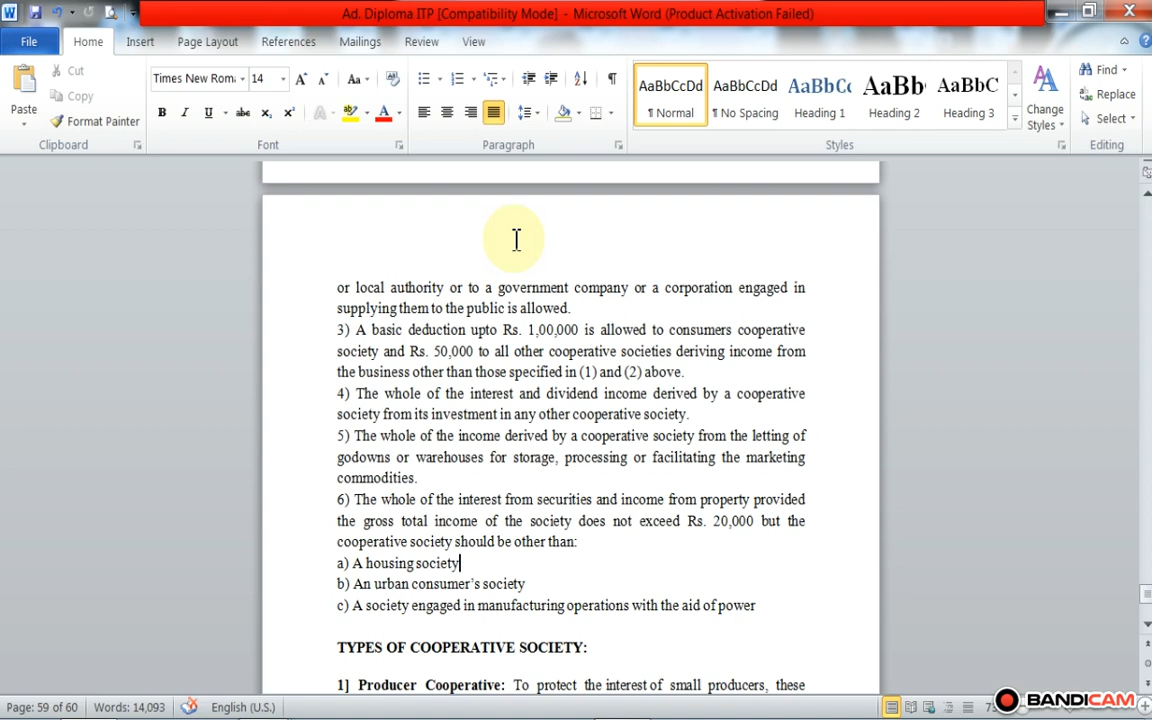 Ad. Diploma ITP [Compatibility Mode] - Microsoft Word (Product Activation Failed)
File Home Insert Page Layout References Mailings Review View
Paste
Cut
Copy
Format Painter
Clipboard
Times New Rom 14
Font
Paragraph
AaBbCcDd AaBbCcDd AaBbCc AaBb AaBbC
¶ Normal ¶ No Spacing Heading 1 Heading 2 Heading 3
Styles
Change Styles
Find
Replace
Select
Editing
or local authority or to a government company or a corporation engaged in
supplying them to the public is allowed.
3) A basic deduction upto Rs. 1,00,000 is allowed to consumers cooperative
society and Rs. 50,000 to all other cooperative societies deriving income from
the business other than those specified in (1) and (2) above.
4) The whole of the interest and dividend income derived by a cooperative
society from its investment in any other cooperative society.
5) The whole of the income derived by a cooperative society from the letting of
godowns or warehouses for storage, processing or facilitating the marketing
commodities.
6) The whole of the interest from securities and income from property provided
the gross total income of the society does not exceed Rs. 20,000 but the
cooperative society should be other than:
a) A housing society
b) An urban consumer's society
c) A society engaged in manufacturing operations with the aid of power
TYPES OF COOPERATIVE SOCIETY:
1] Producer Cooperative: To protect the interest of small producers, these
Page: 59 of 60 Words: 14,093 English (U.S.)
BANDICAM